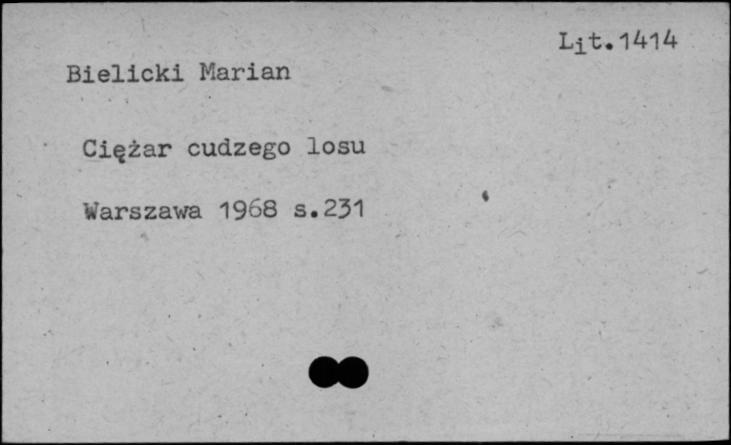 Lit.1414
Bielicki Marian
Ciężar cudzego losu
Warszawa 1968 s.231